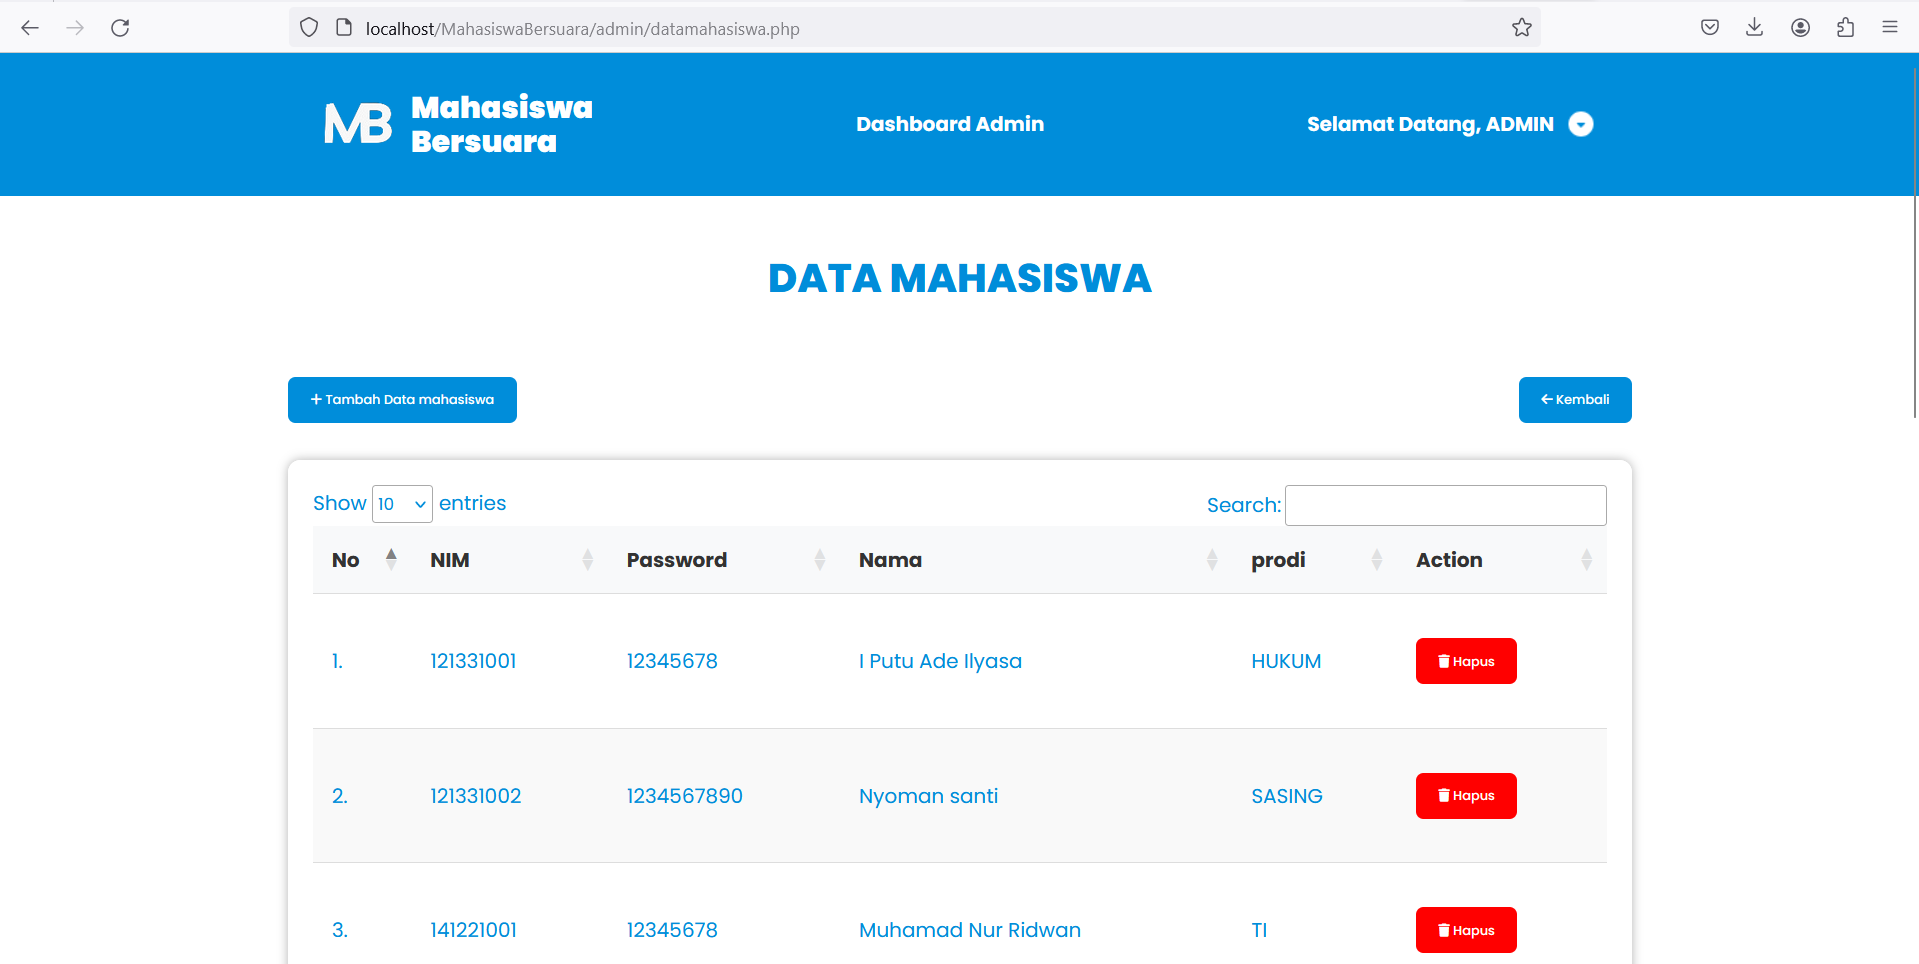 localhost/MahasiswaBersuara/admin/datamahasiswa.php
MB Mahasiswa Bersuara
Dashboard Admin
Selamat Datang, ADMIN
DATA MAHASISWA
+ Tambah Data mahasiswa
Kembali
Show 10 entries
Search:
No NIM Password Nama prodi Action
1. 121331001 12345678 I Putu Ade Ilyasa HUKUM Hapus
2. 121331002 1234567890 Nyoman santi SASING Hapus
3. 141221001 12345678 Muhamad Nur Ridwan TI Hapus